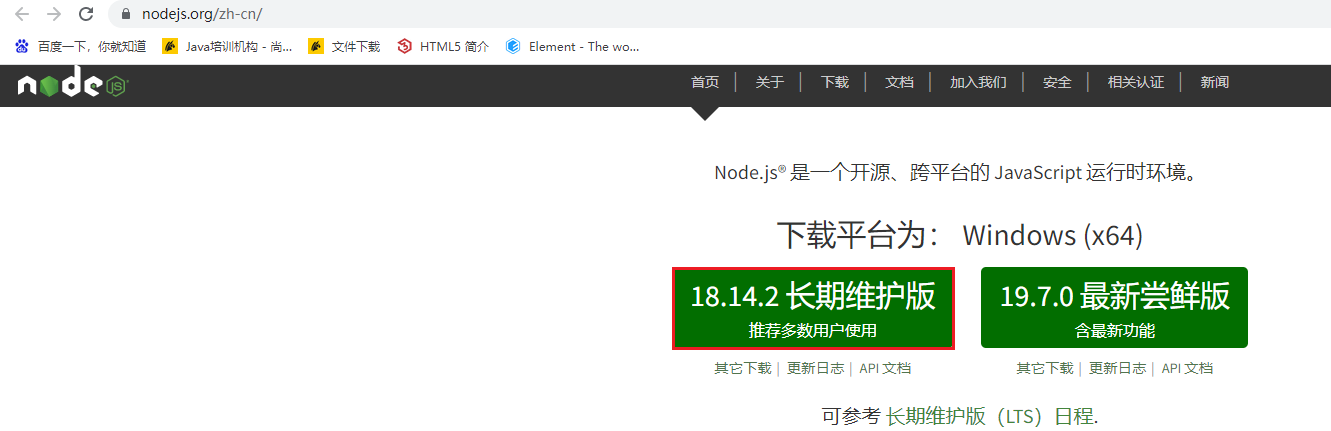 nodejs.org/zh-cn/
百度一下，你就知道 Java培训机构 - 尚... 文件下载 HTML5 简介 Element - The wo...
node JS 首页 | 关于 | 下载 | 文档 | 加入我们 | 安全 | 相关认证 | 新闻
Node.js® 是一个开源、跨平台的 JavaScript 运行时环境。
下载平台为： Windows (x64)
18.14.2 长期维护版 19.7.0 最新尝鲜版
推荐多数用户使用 含最新功能
其它下载 | 更新日志 | API 文档 其它下载 | 更新日志 | API 文档
可参考 长期维护版（LTS）日程.